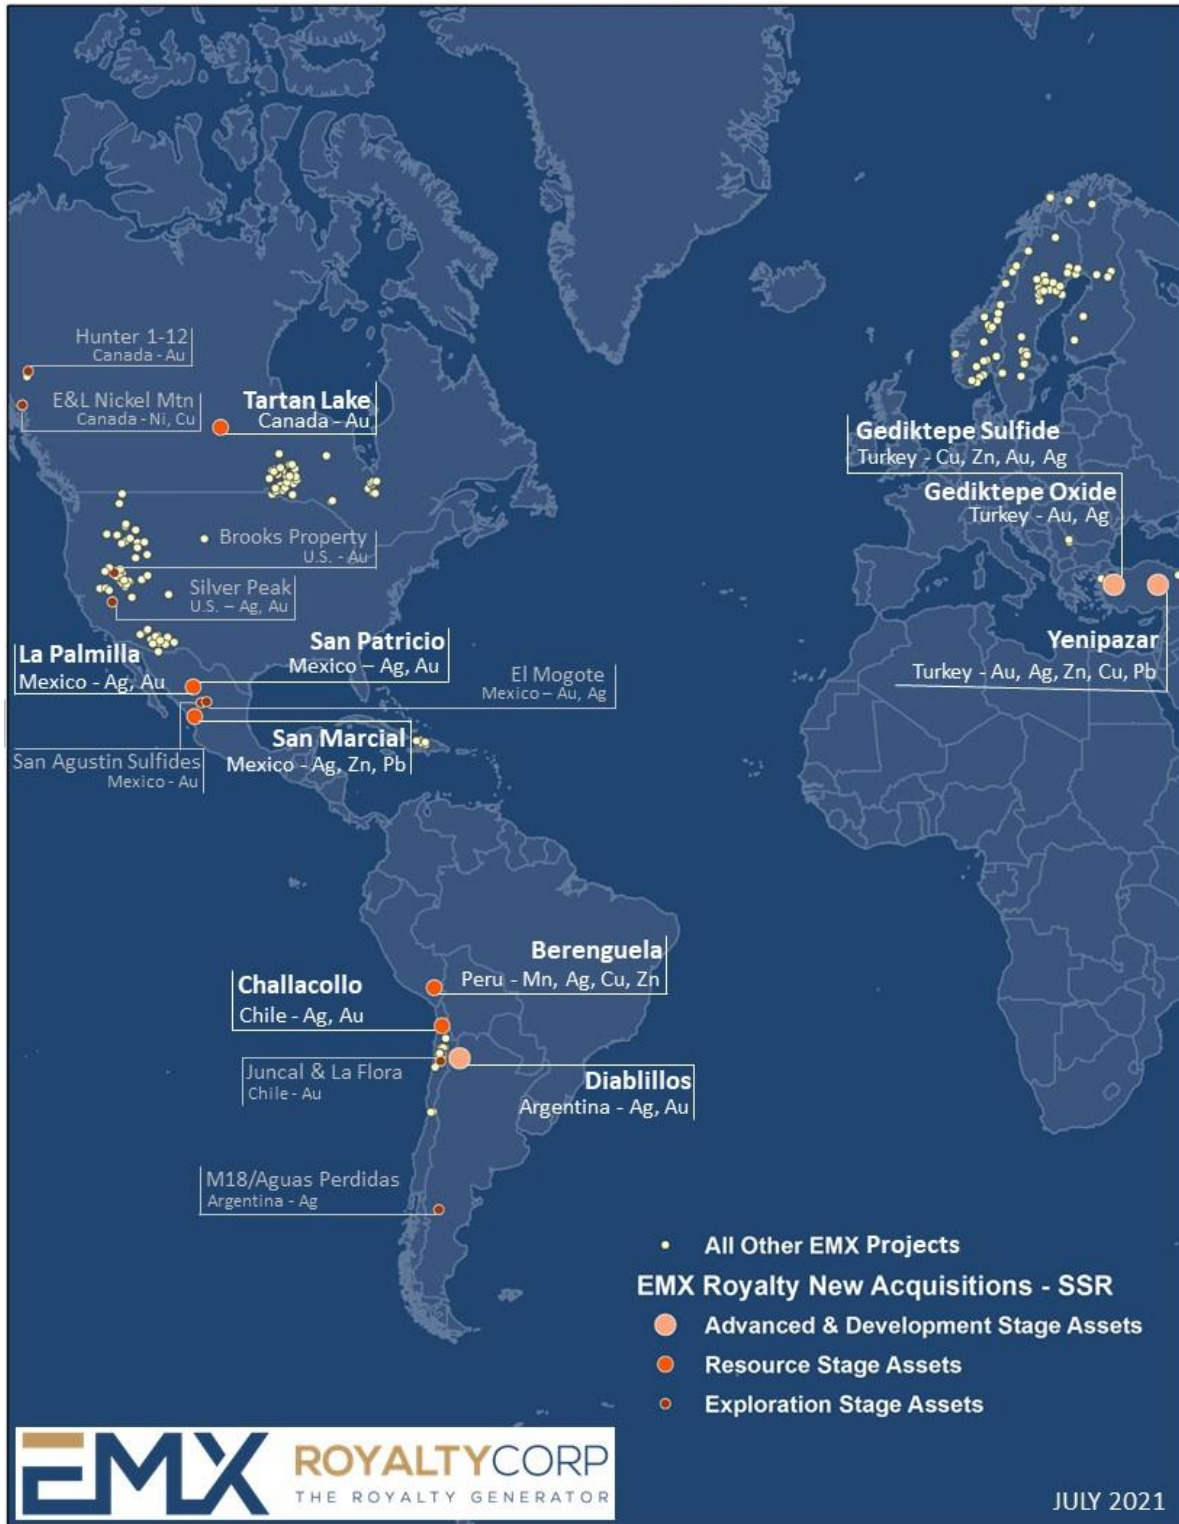 Hunter 1-12
Canada - Au
E&L Nickel Mtn
Canada - Ni, Cu
Tartan Lake
Canada - Au
Gediktepe Sulfide
Turkey - Cu, Zn, Au, Ag
Gediktepe Oxide
Turkey - Au, Ag
Brooks Property
U.S. - Au
Silver Peak
U.S. – Ag, Au
San Patricio
Mexico – Ag, Au
La Palmilla
Mexico - Ag, Au
El Mogote
Mexico – Au, Ag
Yenipazar
Turkey - Au, Ag, Zn, Cu, Pb
San Marcial
Mexico - Ag, Zn, Pb
San Agustin Sulfides
Mexico - Au
Berenguela
Peru - Mn, Ag, Cu, Zn
Challacollo
Chile - Ag, Au
Juncal & La Flora
Chile - Au
Diablillos
Argentina - Ag, Au
M18/Aguas Perdidas
Argentina - Ag
All Other EMX Projects
EMX Royalty New Acquisitions - SSR
Advanced & Development Stage Assets
Resource Stage Assets
Exploration Stage Assets
EMX ROYALTYCORP
THE ROYALTY GENERATOR
JULY 2021